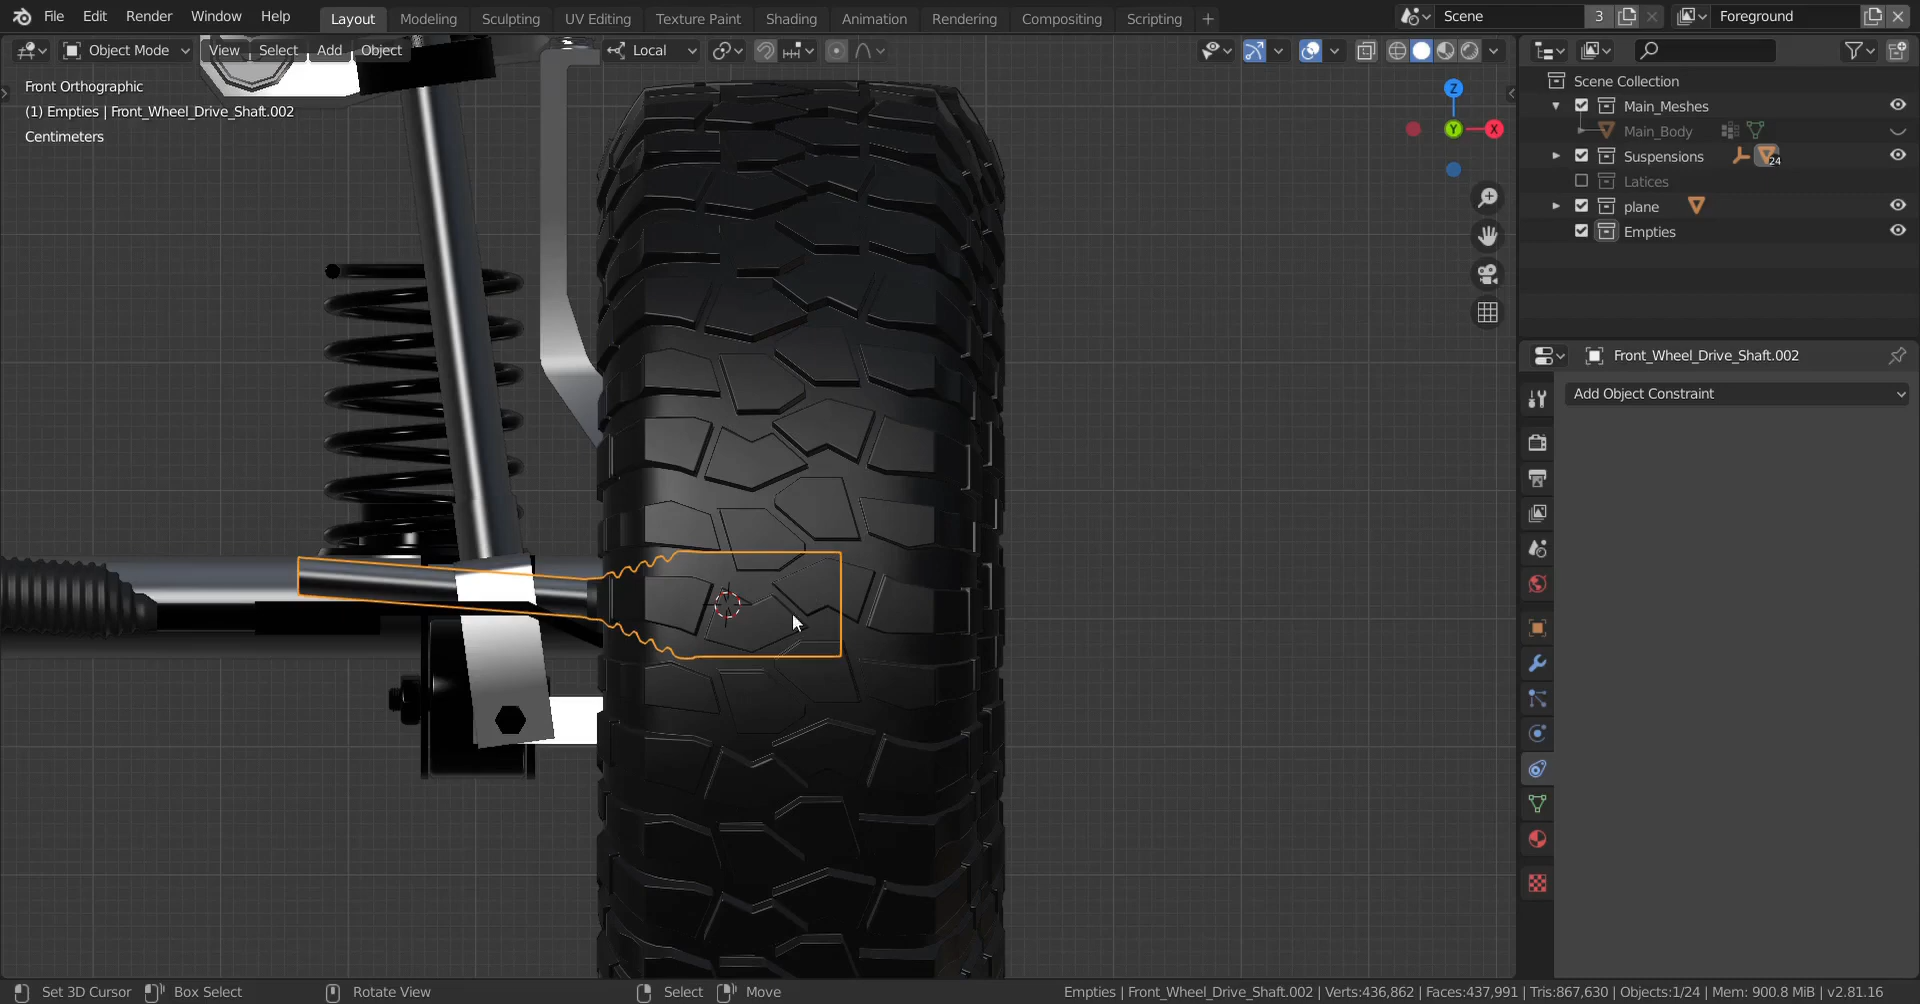 File Edit Render Window Help Layout Modeling Sculpting UV Editing Texture Paint Shading Animation Rendering Compositing Scripting + Scene 3 Foreground
Object Mode View Select Add Object Local
Front Orthographic
(1) Empties | Front_Wheel_Drive_Shaft.002
Centimeters
Z
Y
X
Scene Collection
Main_Meshes
Main_Body
Suspensions 24
Latices
plane
Empties
Front_Wheel_Drive_Shaft.002
Add Object Constraint
Set 3D Cursor Box Select Rotate View Select Move Empties | Front_Wheel_Drive_Shaft.002 | Verts:436,862 | Faces:437,991 | Tris:867,630 | Objects:1/24 | Mem: 900.8 MiB | v2.81.16